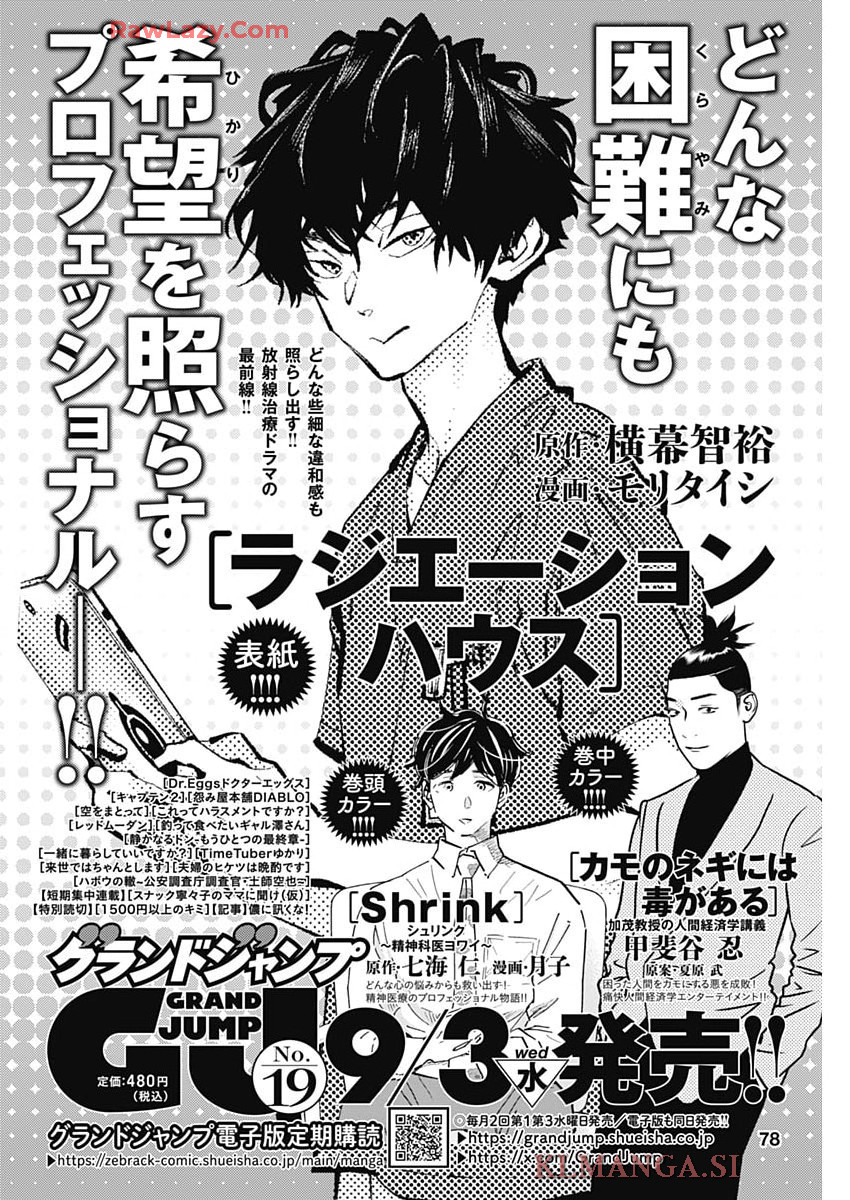 RawLazy.Com
どんな
困難にも
くらやみ
希望を照らす
ひかり
プロフェッショナル──!!
どんな些細な違和感も
照らし出す!!
放射線治療ドラマの
最前線!!
原作・横幕智裕
漫画・モリタイシ
[ラジエーション
ハウス]
表紙
!!!!
巻頭
カラー!!
!!!!
巻中
カラー!!
!!!!
[Dr.Eggsドクターエッグス]
[キャプテン2][怨み屋本舗DIABLO]
[空をまとって][これってハラスメントですか?]
[レッドムーダン][釣って食べたいギャル澤さん]
[静かなるドン-もうひとつの最終章-]
[一緒に暮らしていいですか?][TimeTuberゆかり]
[来世ではちゃんとします][夫婦のヒケツは晩酌です]
[ハボウの轍~公安調査庁調査官・土師空也~]
【短期集中連載】[スナック寧々子のママに聞け(仮)]
【特別読切】[1500円以上のキミ]【記事】儂に訊くな!
[Shrink]
シュリンク
~精神科医ヨワイ~
原作・七海 仁 漫画・月子
どんな心の悩みからも救い出す!
精神医療のプロフェッショナル物語!!
[カモのネギには
毒がある]
加茂教授の人間経済学講義
甲斐谷 忍
原案・夏原 武
困った人間をカモにする悪を成敗!
痛快人間経済学エンターテイメント!!
グランドジャンプ
GRAND
JUMP
GJ
No.
19
定価:480円
(税込)
9/3
wed
水
発売!!
グランドジャンプ電子版定期購読
▶https://zebrack-comic.shueisha.co.jp/main/manga
○毎月2回第1第3水曜日発売/電子版も同日発売!!
▶https://grandjump.shueisha.co.jp
▶https://x.com/GrandJump
KLMANGA.SI
78